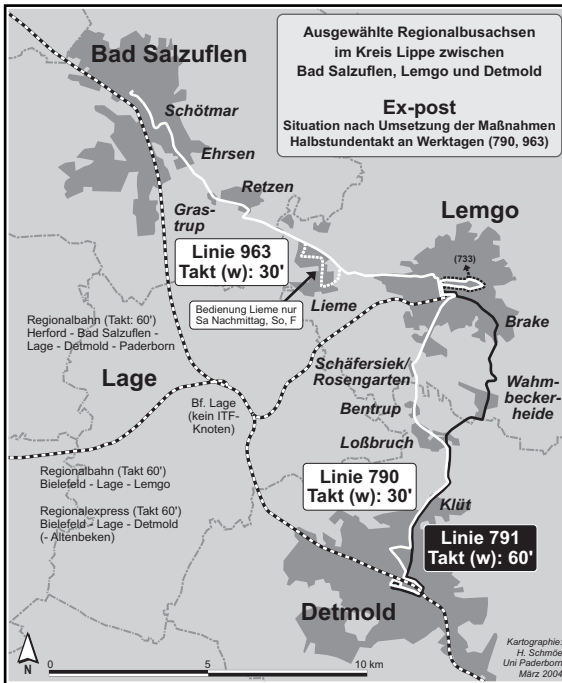 Ausgewählte Regionalbusachsen
im Kreis Lippe zwischen
Bad Salzuflen, Lemgo und Detmold
Ex-post
Situation nach Umsetzung der Maßnahmen
Halbstundentakt an Werktagen (790, 963)
Bad Salzuflen
Schötmar
Ehrsen
Retzen
Gras-
trup
Lemgo
(733)
Linie 963
Takt (w): 30'
Bedienung Lieme nur
Sa Nachmittag, So, F
Lieme
Brake
Regionalbahn (Takt: 60')
Herford - Bad Salzuflen -
Lage - Detmold - Paderborn
Lage
Schäfersiek/
Rosengarten
Wahm-
becker-
heide
Bf. Lage
(kein ITF-
Knoten)
Bentrup
Loßbruch
Regionalbahn (Takt 60')
Bielefeld - Lage - Lemgo
Regionalexpress (Takt 60')
Bielefeld - Lage - Detmold
(- Altenbeken)
Linie 790
Takt (w): 30'
Klüt
Linie 791
Takt (w): 60'
Detmold
Kartographie:
H. Schmöe
Uni Paderborn
März 2004
N
0 5 10 km